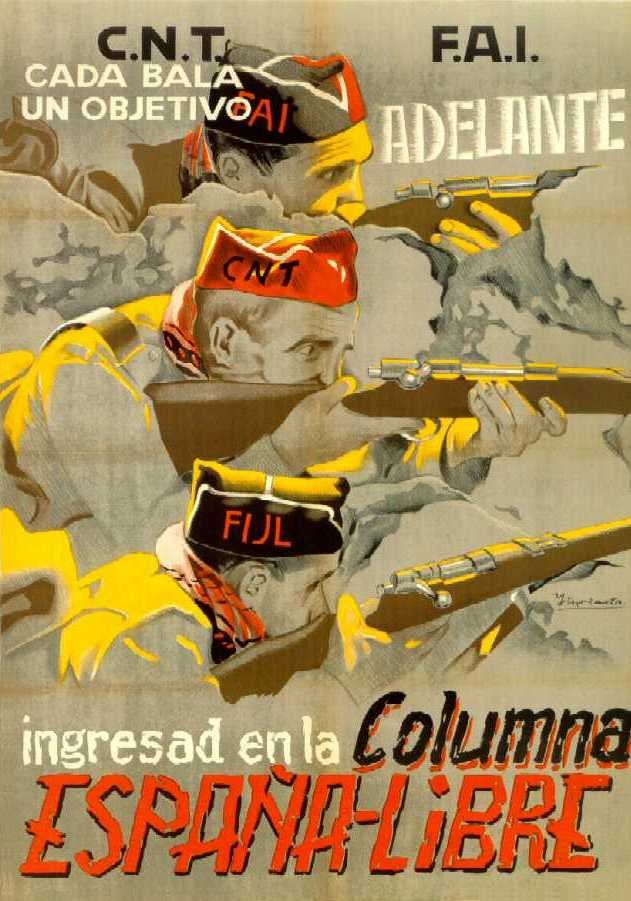 C.N.T. F.A.I.
CADA BALA
UN OBJETIVO
ADELANTE
FAI
CNT
FIJL
ingresad en la Columna
ESPAÑA-LiBRE